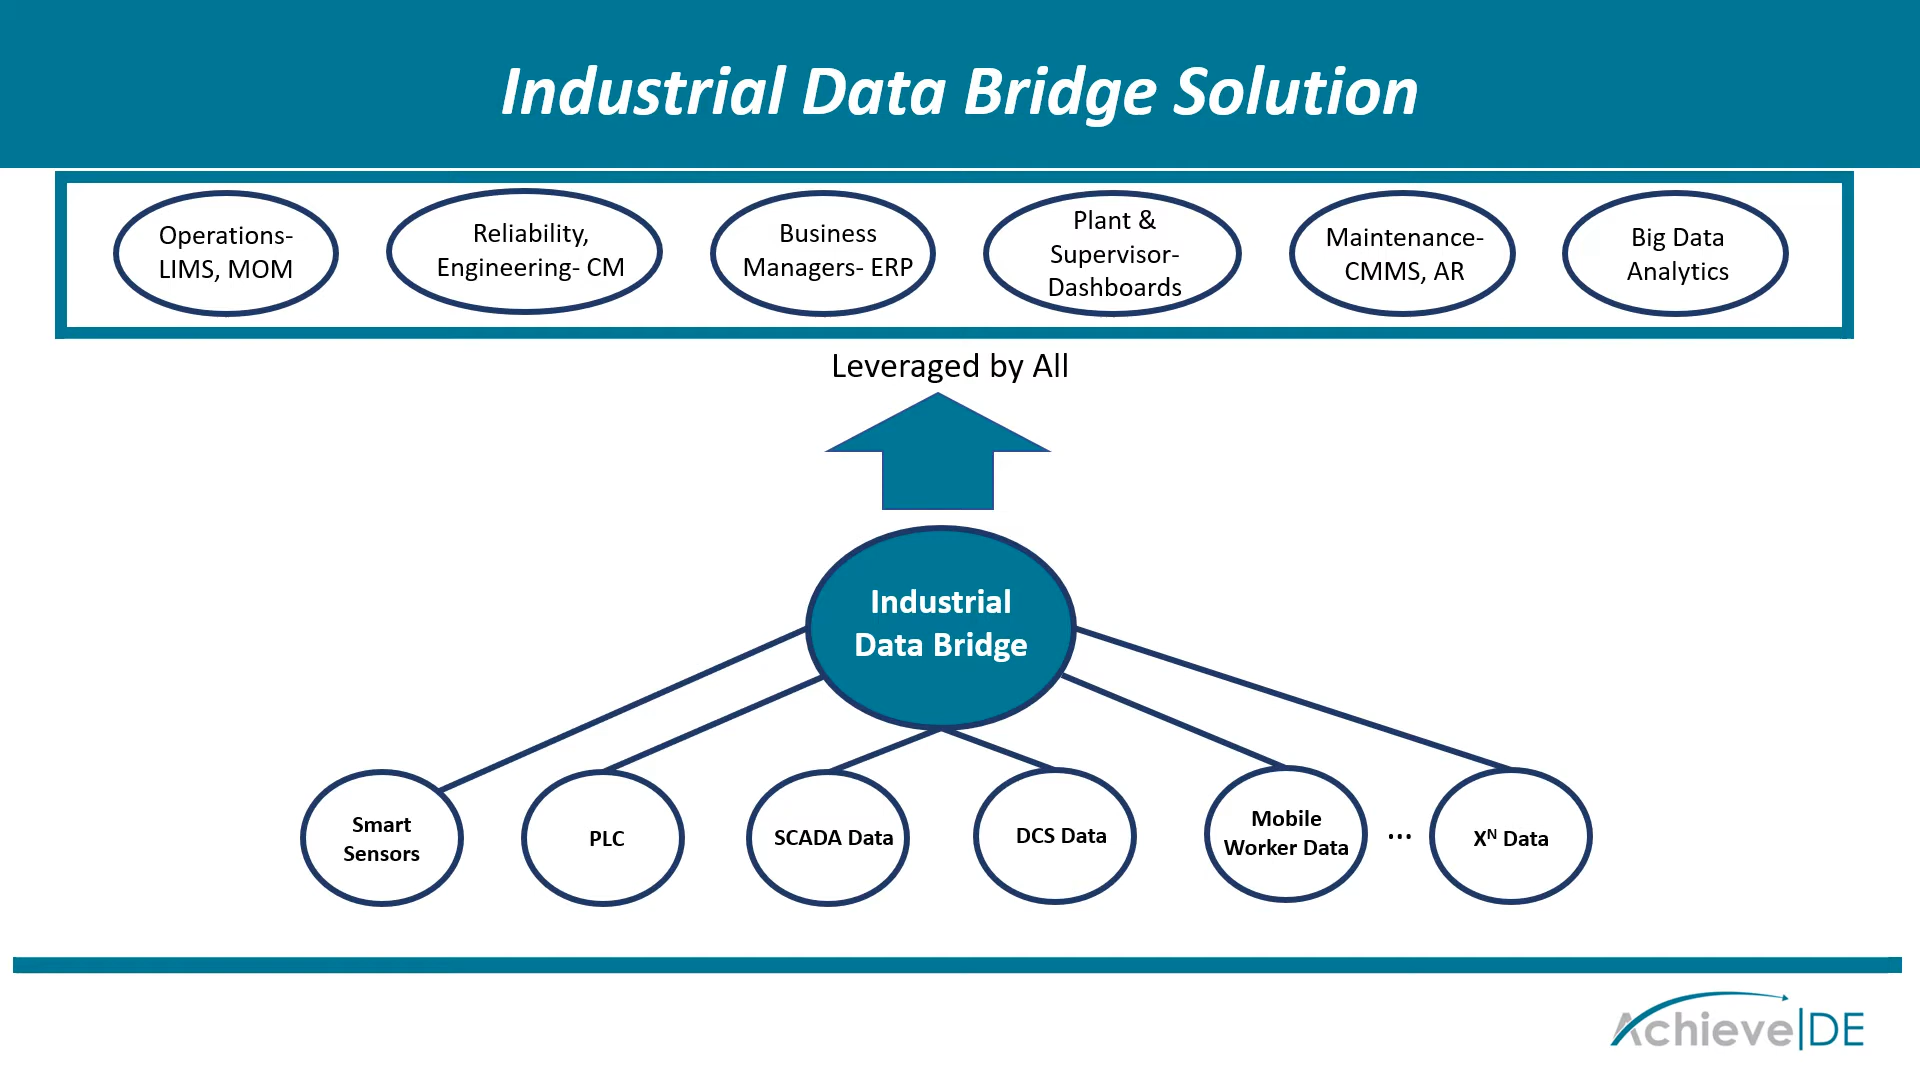 Industrial Data Bridge Solution
Operations-
LIMS, MOM
Reliability,
Engineering- CM
Business
Managers- ERP
Plant &
Supervisor-
Dashboards
Maintenance-
CMMS, AR
Big Data
Analytics
Leveraged by All
Industrial
Data Bridge
Smart
Sensors
PLC
SCADA Data
DCS Data
Mobile
Worker Data
...
Xᴺ Data
Achieve|DE